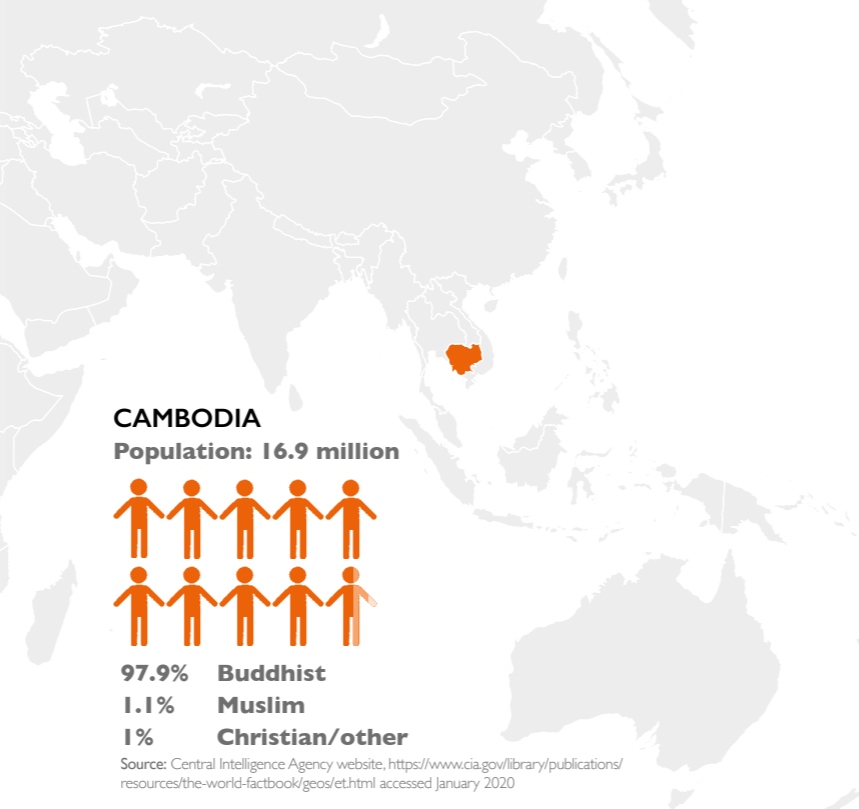 CAMBODIA
Population: 16.9 million
97.9% Buddhist
1.1% Muslim
1% Christian/other
Source: Central Intelligence Agency website, https://www.cia.gov/library/publications/
resources/the-world-factbook/geos/et.html accessed January 2020